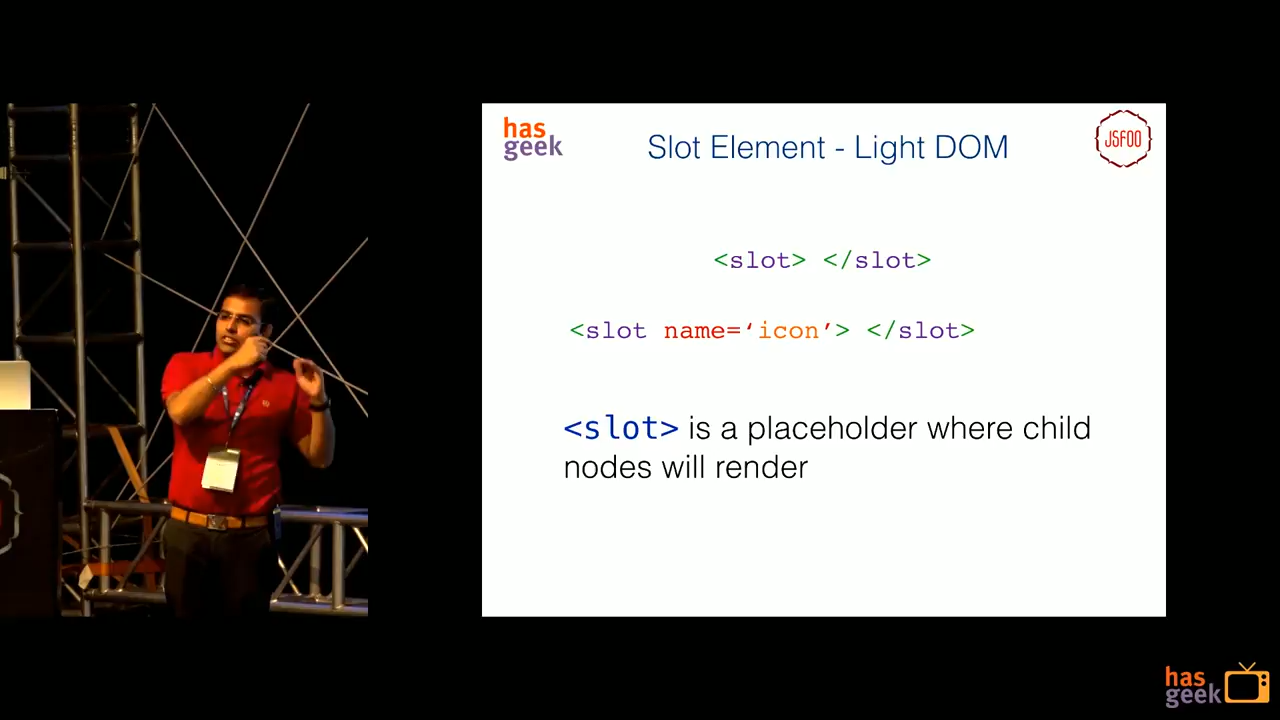 has
geek
Slot Element - Light DOM
JSFOO
<slot> </slot>
<slot name=‘icon’> </slot>
<slot> is a placeholder where child
nodes will render
has
geek